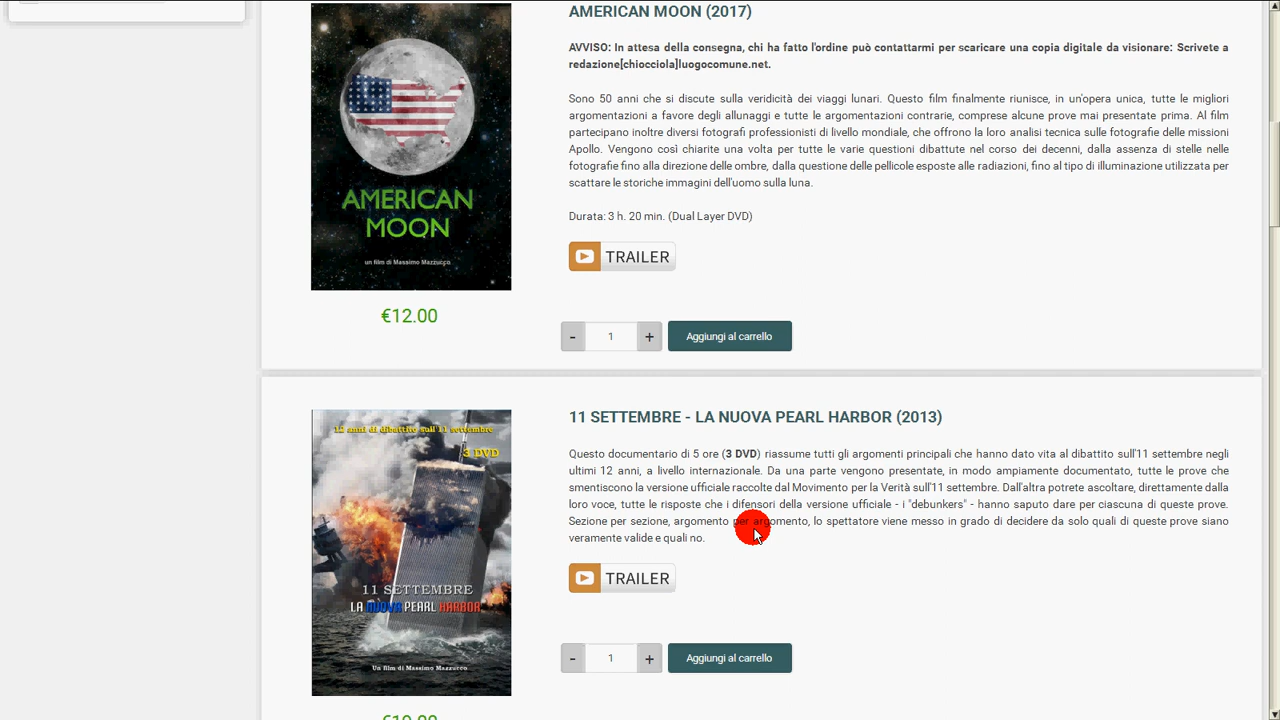 AMERICAN MOON (2017)
AVVISO: In attesa della consegna, chi ha fatto l'ordine può contattarmi per scaricare una copia digitale da visionare: Scrivete a
redazione[chiocciola]luogocomune.net.
Sono 50 anni che si discute sulla veridicità dei viaggi lunari. Questo film finalmente riunisce, in un'opera unica, tutte le migliori
argomentazioni a favore degli allunaggi e tutte le argomentazioni contrarie, comprese alcune prove mai presentate prima. Al film
partecipano inoltre diversi fotografi professionisti di livello mondiale, che offrono la loro analisi tecnica sulle fotografie delle missioni
Apollo. Vengono così chiarite una volta per tutte le varie questioni dibattute nel corso dei decenni, dalla assenza di stelle nelle
fotografie fino alla direzione delle ombre, dalla questione delle pellicole esposte alle radiazioni, fino al tipo di illuminazione utilizzata per
scattare le storiche immagini dell'uomo sulla luna.
Durata: 3 h. 20 min. (Dual Layer DVD)
TRAILER
AMERICAN
MOON
un film di Massimo Mazzucco
€12.00
- 1 + Aggiungi al carrello
11 SETTEMBRE - LA NUOVA PEARL HARBOR (2013)
Questo documentario di 5 ore (3 DVD) riassume tutti gli argomenti principali che hanno dato vita al dibattito sull'11 settembre negli
ultimi 12 anni, a livello internazionale. Da una parte vengono presentate, in modo ampiamente documentato, tutte le prove che
smentiscono la versione ufficiale raccolte dal Movimento per la Verità sull'11 settembre. Dall'altra potrete ascoltare, direttamente dalla
loro voce, tutte le risposte che i difensori della versione ufficiale - i "debunkers" - hanno saputo dare per ciascuna di queste prove.
Sezione per sezione, argomento per argomento, lo spettatore viene messo in grado di decidere da solo quali di queste prove siano
veramente valide e quali no.
TRAILER
12 anni di dibattito sull'11 settembre
3 DVD
11 SETTEMBRE
LA NUOVA PEARL HARBOR
Un film di Massimo Mazzucco
- 1 + Aggiungi al carrello